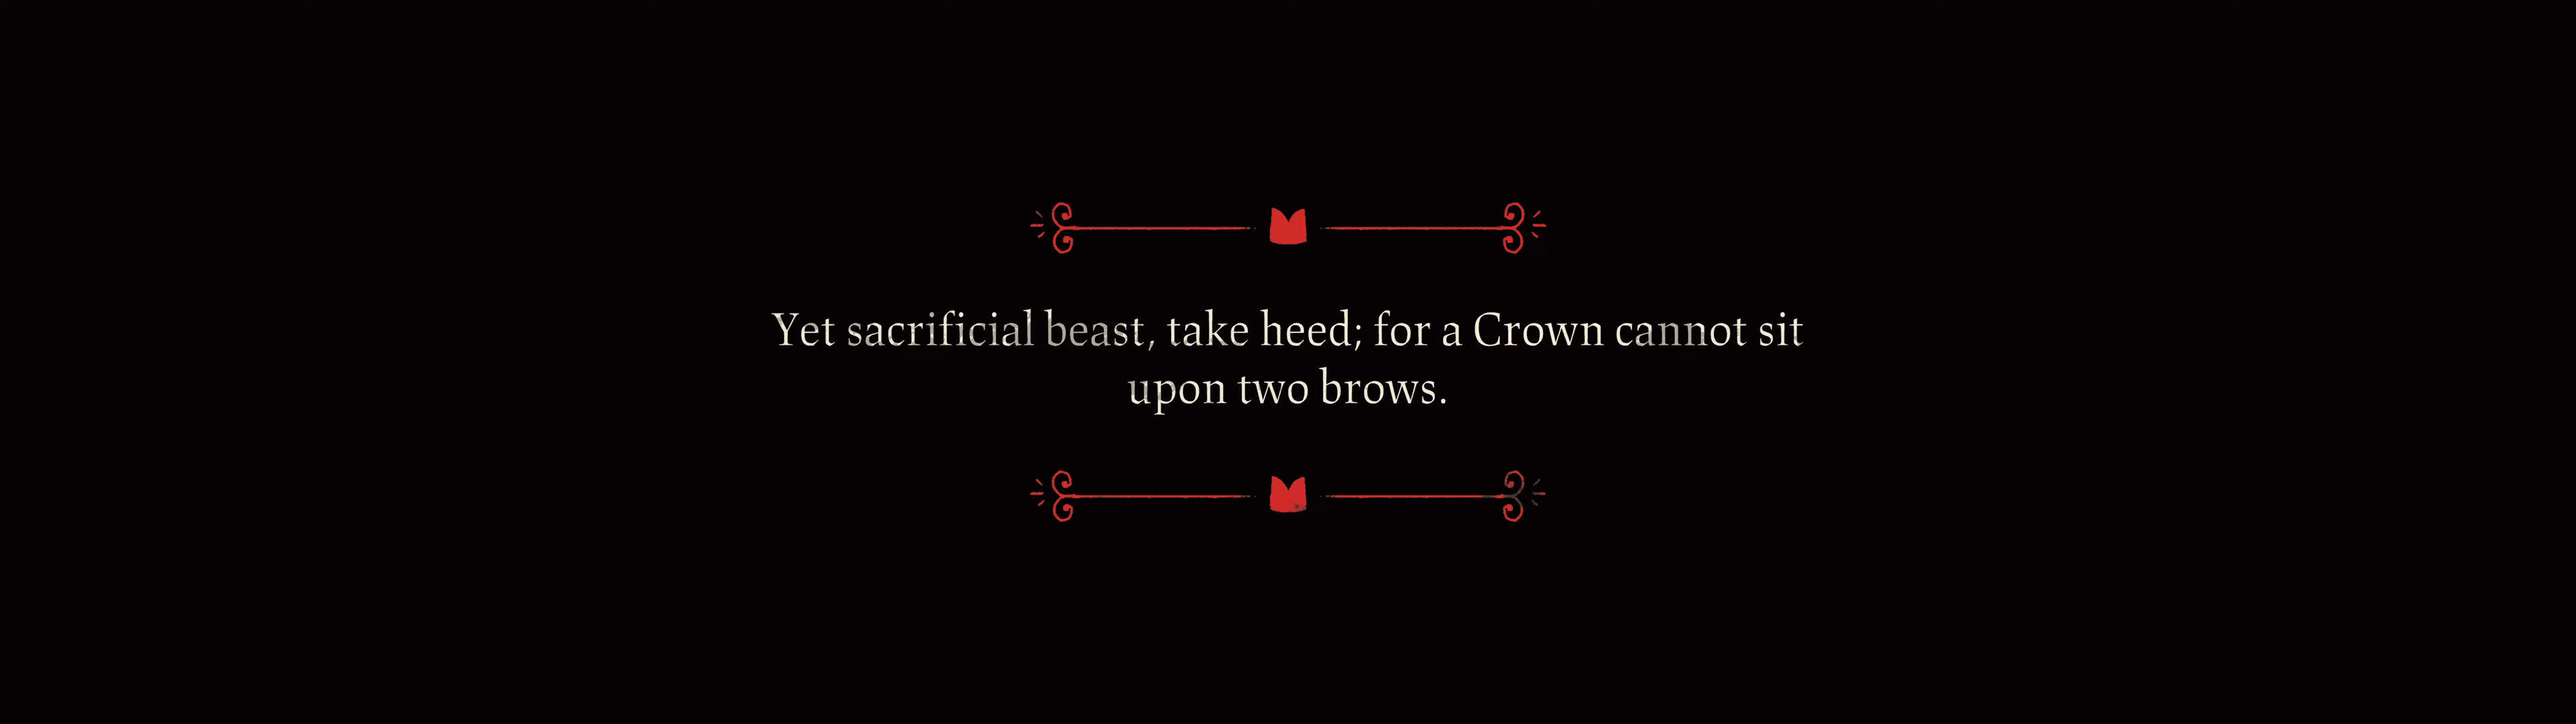 Yet sacrificial beast, take heed; for a Crown cannot sit
upon two brows.